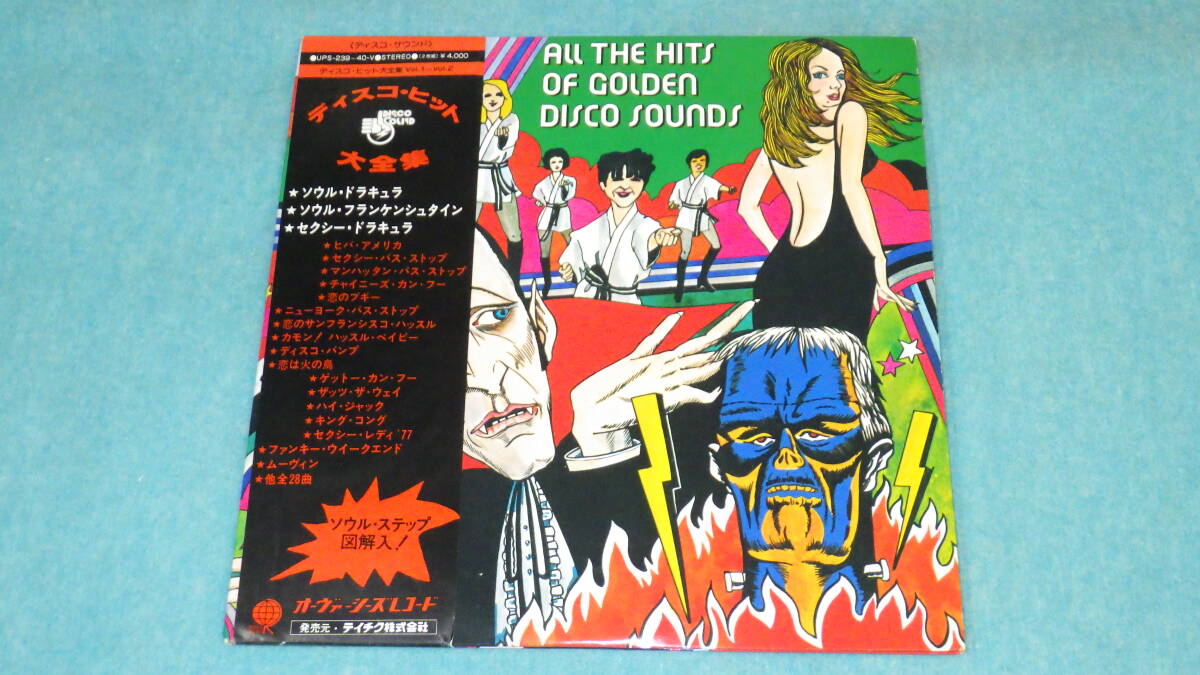 〈ディスコ・サウンド〉
●UPS-239~40-V●STEREO●(2枚組)¥4,000
ディスコ・ヒット大全集 Vol.1~Vol.2
ディスコ・ヒット
DISCO
SOUND
大全集
★ソウル・ドラキュラ
★ソウル・フランケンシュタイン
★セクシー・ドラキュラ
★ヒバ・アメリカ
★セクシー・バス・ストップ
★マンハッタン・バス・ストップ
★チャイニーズ・カン・フー
★恋のブギー
★ニューヨーク・バス・ストップ
★恋のサンフランシスコ・ハッスル
★カモン!ハッスル・ベイビー
★ディスコ・バンプ
★恋は火の鳥
★ゲットー・カン・フー
★ザッツ・ザ・ウェイ
★ハイ・ジャック
★キング・コング
★セクシー・レディ'77
★ファンキー・ウイークエンド
★ムーヴィン
★他全28曲
ソウル・ステップ
図解入!
オーヴァーシーズレコード
発売元・テイチク株式会社
ALL THE HITS
OF GOLDEN
DISCO SOUNDS